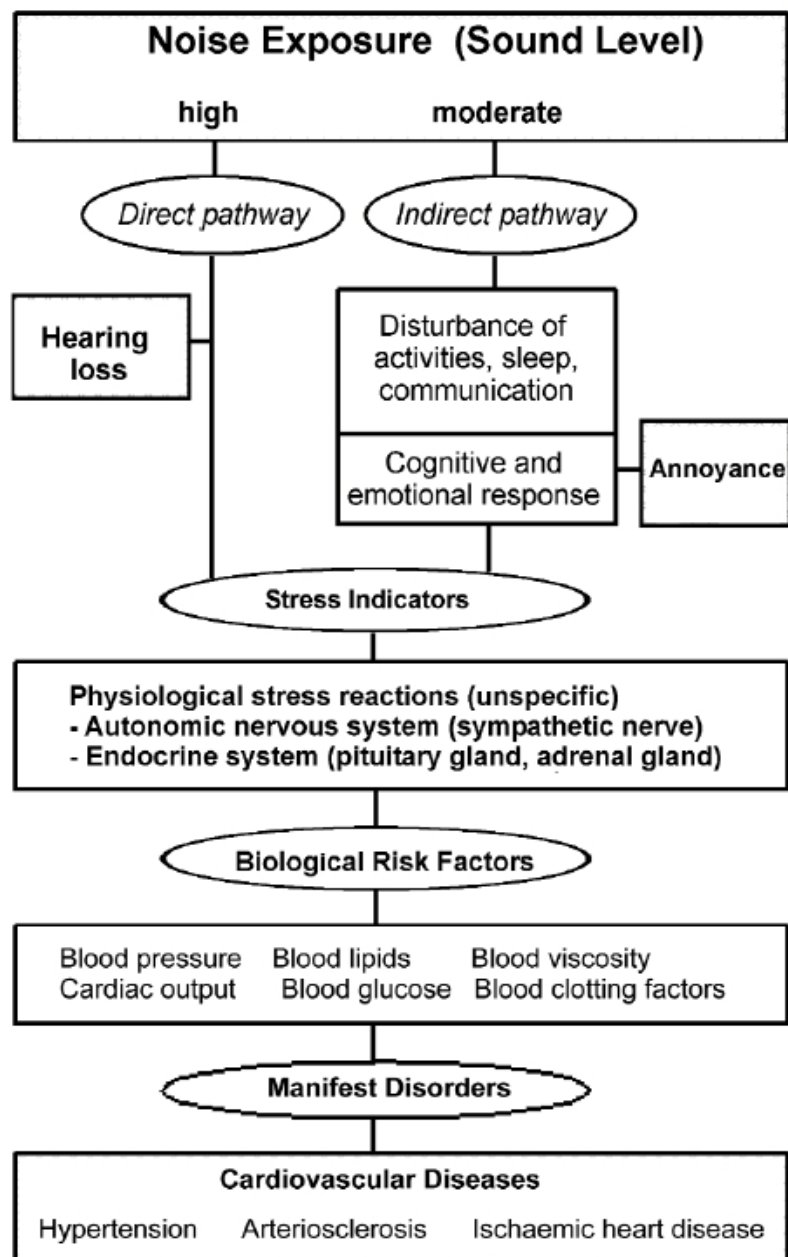 Noise Exposure (Sound Level)
high moderate
Direct pathway Indirect pathway
Hearing
loss
Disturbance of
activities, sleep,
communication
Cognitive and
emotional response
Annoyance
Stress Indicators
Physiological stress reactions (unspecific)
- Autonomic nervous system (sympathetic nerve)
- Endocrine system (pituitary gland, adrenal gland)
Biological Risk Factors
Blood pressure Blood lipids Blood viscosity
Cardiac output Blood glucose Blood clotting factors
Manifest Disorders
Cardiovascular Diseases
Hypertension Arteriosclerosis Ischaemic heart disease